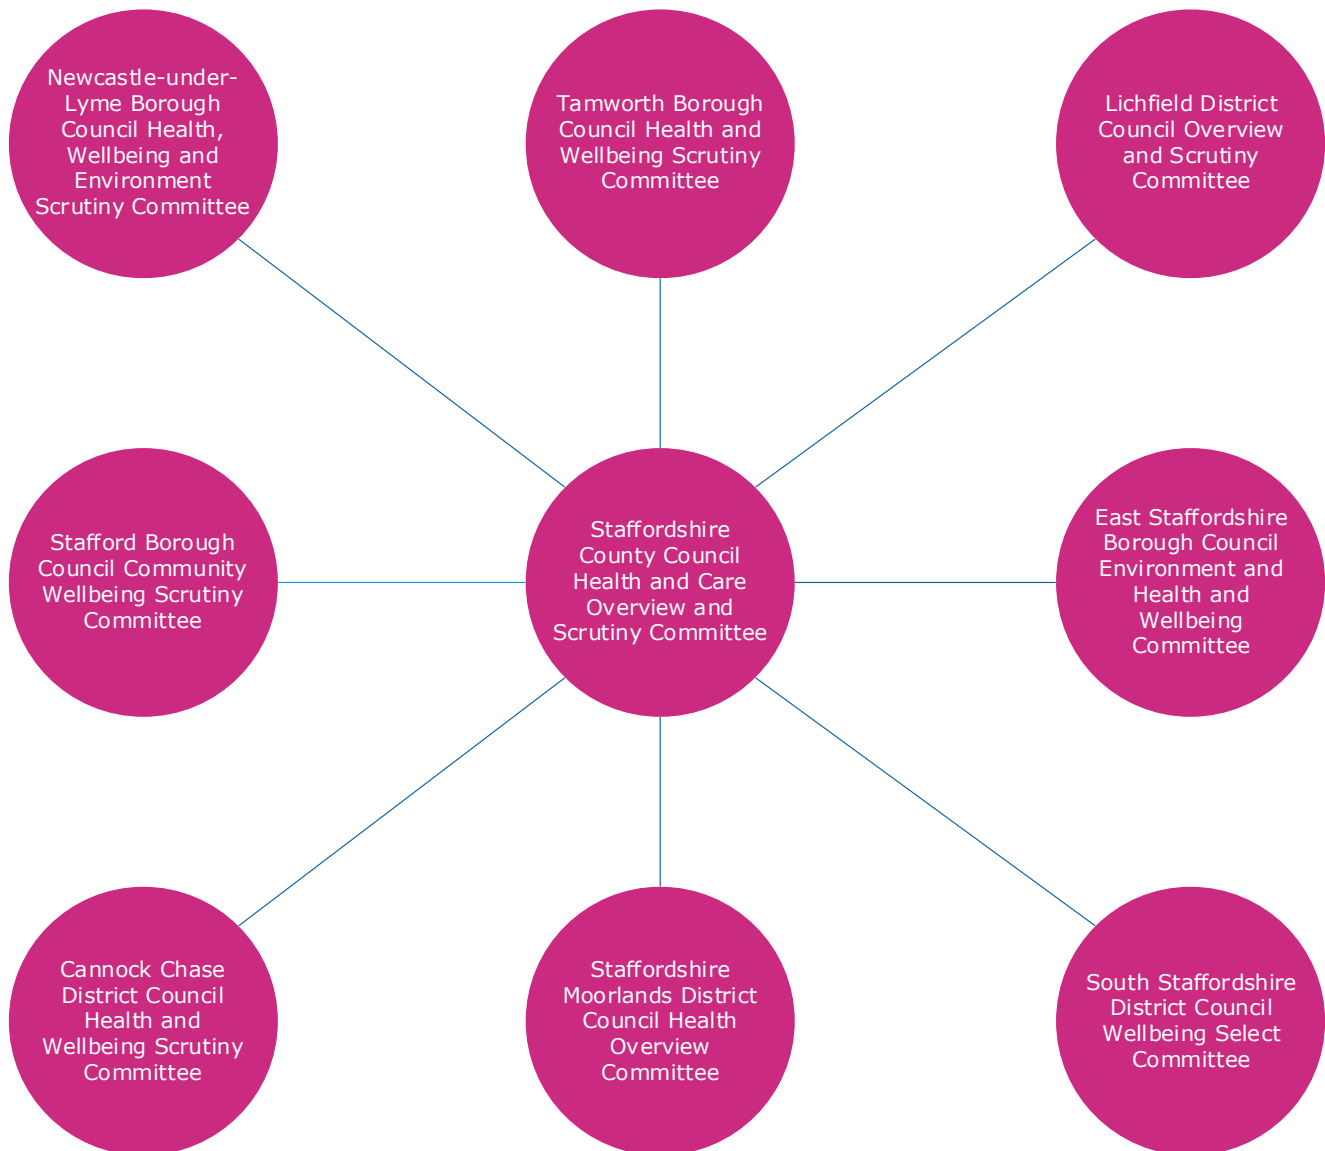 Newcastle-under-
Lyme Borough
Council Health,
Wellbeing and
Environment
Scrutiny Committee
Tamworth Borough
Council Health and
Wellbeing Scrutiny
Committee
Lichfield District
Council Overview
and Scrutiny
Committee
Stafford Borough
Council Community
Wellbeing Scrutiny
Committee
Staffordshire
County Council
Health and Care
Overview and
Scrutiny Committee
East Staffordshire
Borough Council
Environment and
Health and
Wellbeing
Committee
Cannock Chase
District Council
Health and
Wellbeing Scrutiny
Committee
Staffordshire
Moorlands District
Council Health
Overview
Committee
South Staffordshire
District Council
Wellbeing Select
Committee